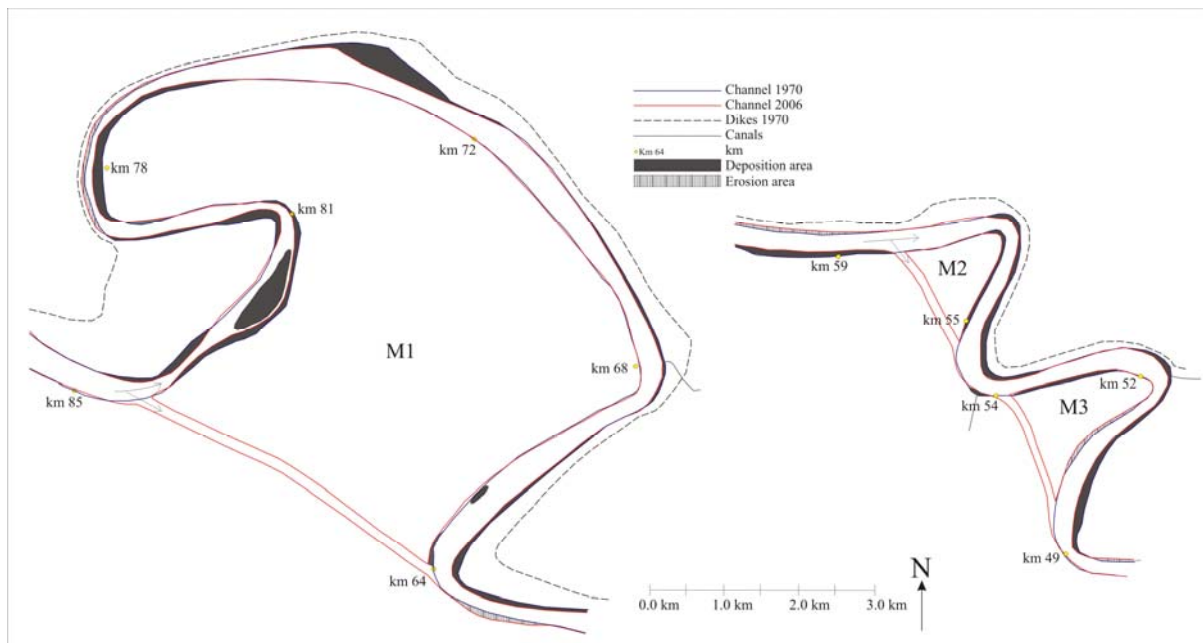 Channel 1970
Channel 2006
Dikes 1970
Canals
Km 64 km
Deposition area
Erosion area
km 72
km 78
km 81
M1
km 68
km 85
km 64
km 59
M2
km 55
km 54
km 52
M3
km 49
N
0.0 km 1.0 km 2.0 km 3.0 km